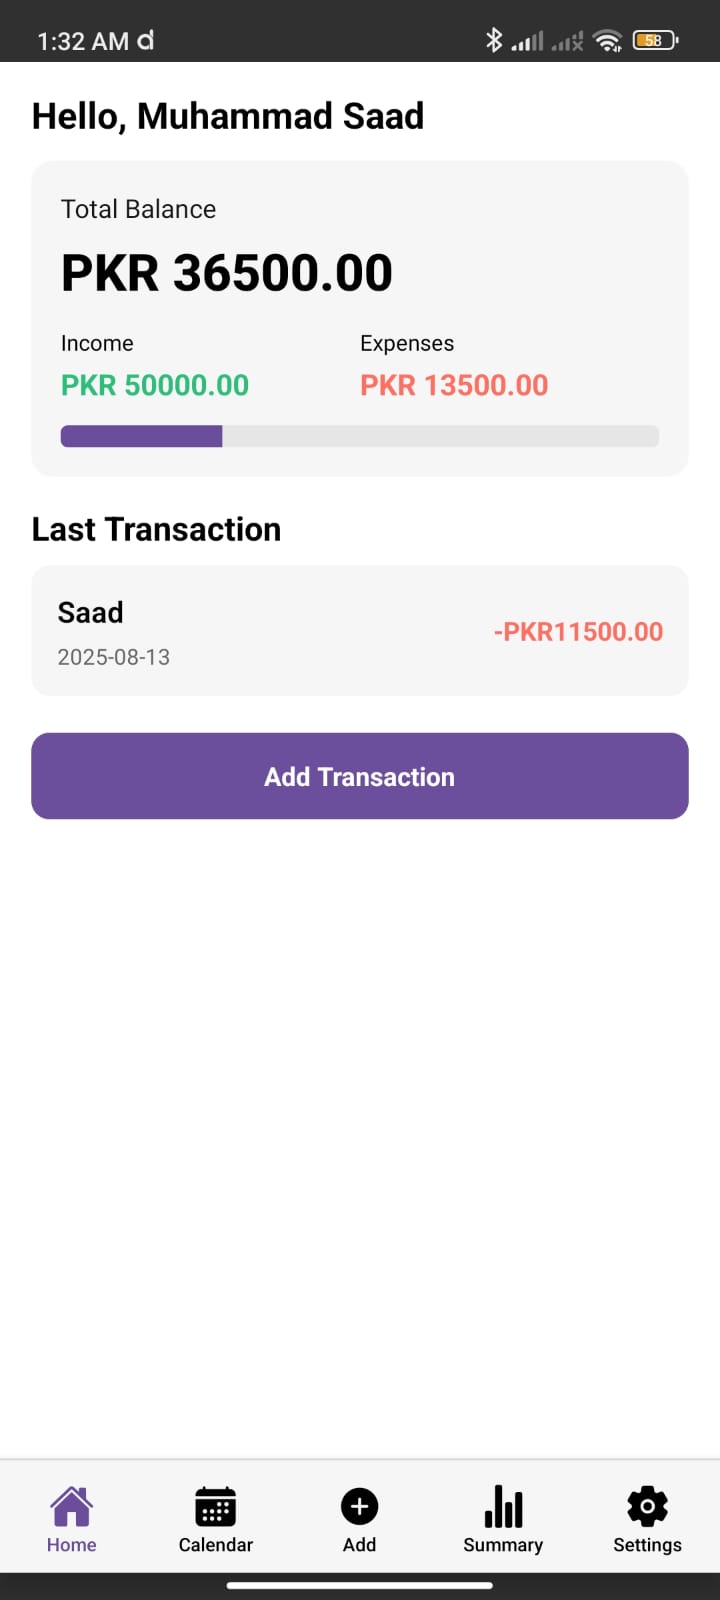 1:32 AM d
58
Hello, Muhammad Saad
Total Balance
PKR 36500.00
Income Expenses
PKR 50000.00 PKR 13500.00
Last Transaction
Saad
-PKR11500.00
2025-08-13
Add Transaction
Home Calendar Add Summary Settings